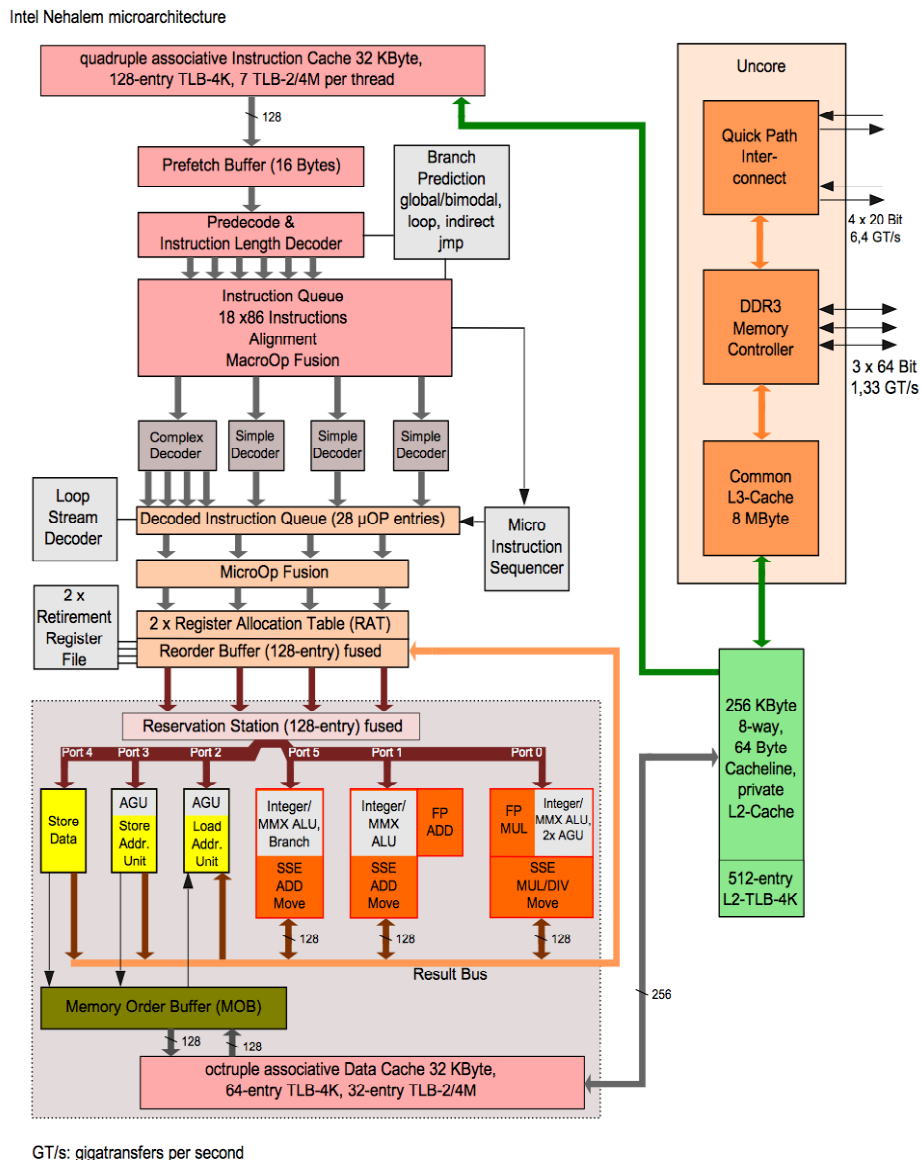 Intel Nehalem microarchitecture
quadruple associative Instruction Cache 32 KByte,
128-entry TLB-4K, 7 TLB-2/4M per thread
128
Prefetch Buffer (16 Bytes)
Predecode &
Instruction Length Decoder
Branch
Prediction
global/bimodal,
loop, indirect
jmp
Instruction Queue
18 x86 Instructions
Alignment
MacroOp Fusion
Complex
Decoder
Simple
Decoder
Simple
Decoder
Simple
Decoder
Loop
Stream
Decoder
Decoded Instruction Queue (28 µOP entries)
Micro
Instruction
Sequencer
MicroOp Fusion
2 x
Retirement
Register
File
2 x Register Allocation Table (RAT)
Reorder Buffer (128-entry) fused
Reservation Station (128-entry) fused
Port 4
Port 3
Port 2
Port 5
Port 1
Port 0
Store
Data
AGU
Store
Addr.
Unit
AGU
Load
Addr.
Unit
Integer/
MMX ALU,
Branch
SSE
ADD
Move
Integer/
MMX
ALU
FP
ADD
SSE
ADD
Move
FP
MUL
Integer/
MMX ALU,
2x AGU
SSE
MUL/DIV
Move
128
128
128
Result Bus
Memory Order Buffer (MOB)
128
128
octruple associative Data Cache 32 KByte,
64-entry TLB-4K, 32-entry TLB-2/4M
256
Uncore
Quick Path
Inter-
connect
4 x 20 Bit
6,4 GT/s
DDR3
Memory
Controller
3 x 64 Bit
1,33 GT/s
Common
L3-Cache
8 MByte
256 KByte
8-way,
64 Byte
Cacheline,
private
L2-Cache
512-entry
L2-TLB-4K
GT/s: gigatransfers per second